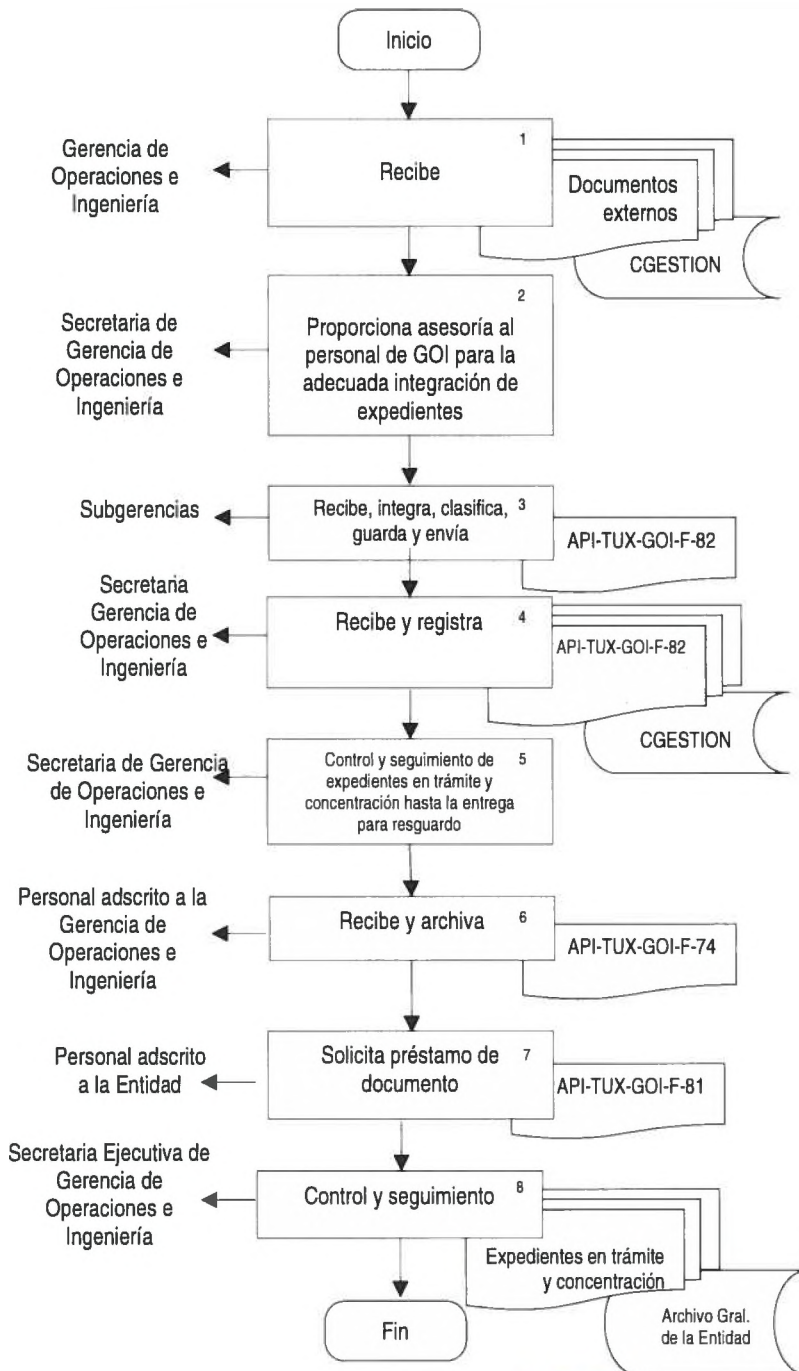 Inicio
Gerencia de
Operaciones e
Ingeniería
1
Recibe
Documentos
externos
CGESTION
Secretaria de
Gerencia de
Operaciones e
Ingeniería
2
Proporciona asesoría al
personal de GOI para la
adecuada integración de
expedientes
Subgerencias
Recibe, integra, clasifica,
guarda y envía
3
API-TUX-GOI-F-82
Secretaria
Gerencia de
Operaciones e
Ingeniería
Recibe y registra
4
API-TUX-GOI-F-82
CGESTION
Secretaria de Gerencia
de Operaciones e
Ingeniería
Control y seguimiento de
expedientes en trámite y
concentración hasta la entrega
para resguardo
5
Personal adscrito a la
Gerencia de
Operaciones e
Ingeniería
Recibe y archiva
6
API-TUX-GOI-F-74
Personal adscrito
a la Entidad
Solicita préstamo de
documento
7
API-TUX-GOI-F-81
Secretaria Ejecutiva de
Gerencia de
Operaciones e
Ingeniería
Control y seguimiento
8
Expedientes en trámite
y concentración
Archivo Gral.
de la Entidad
Fin